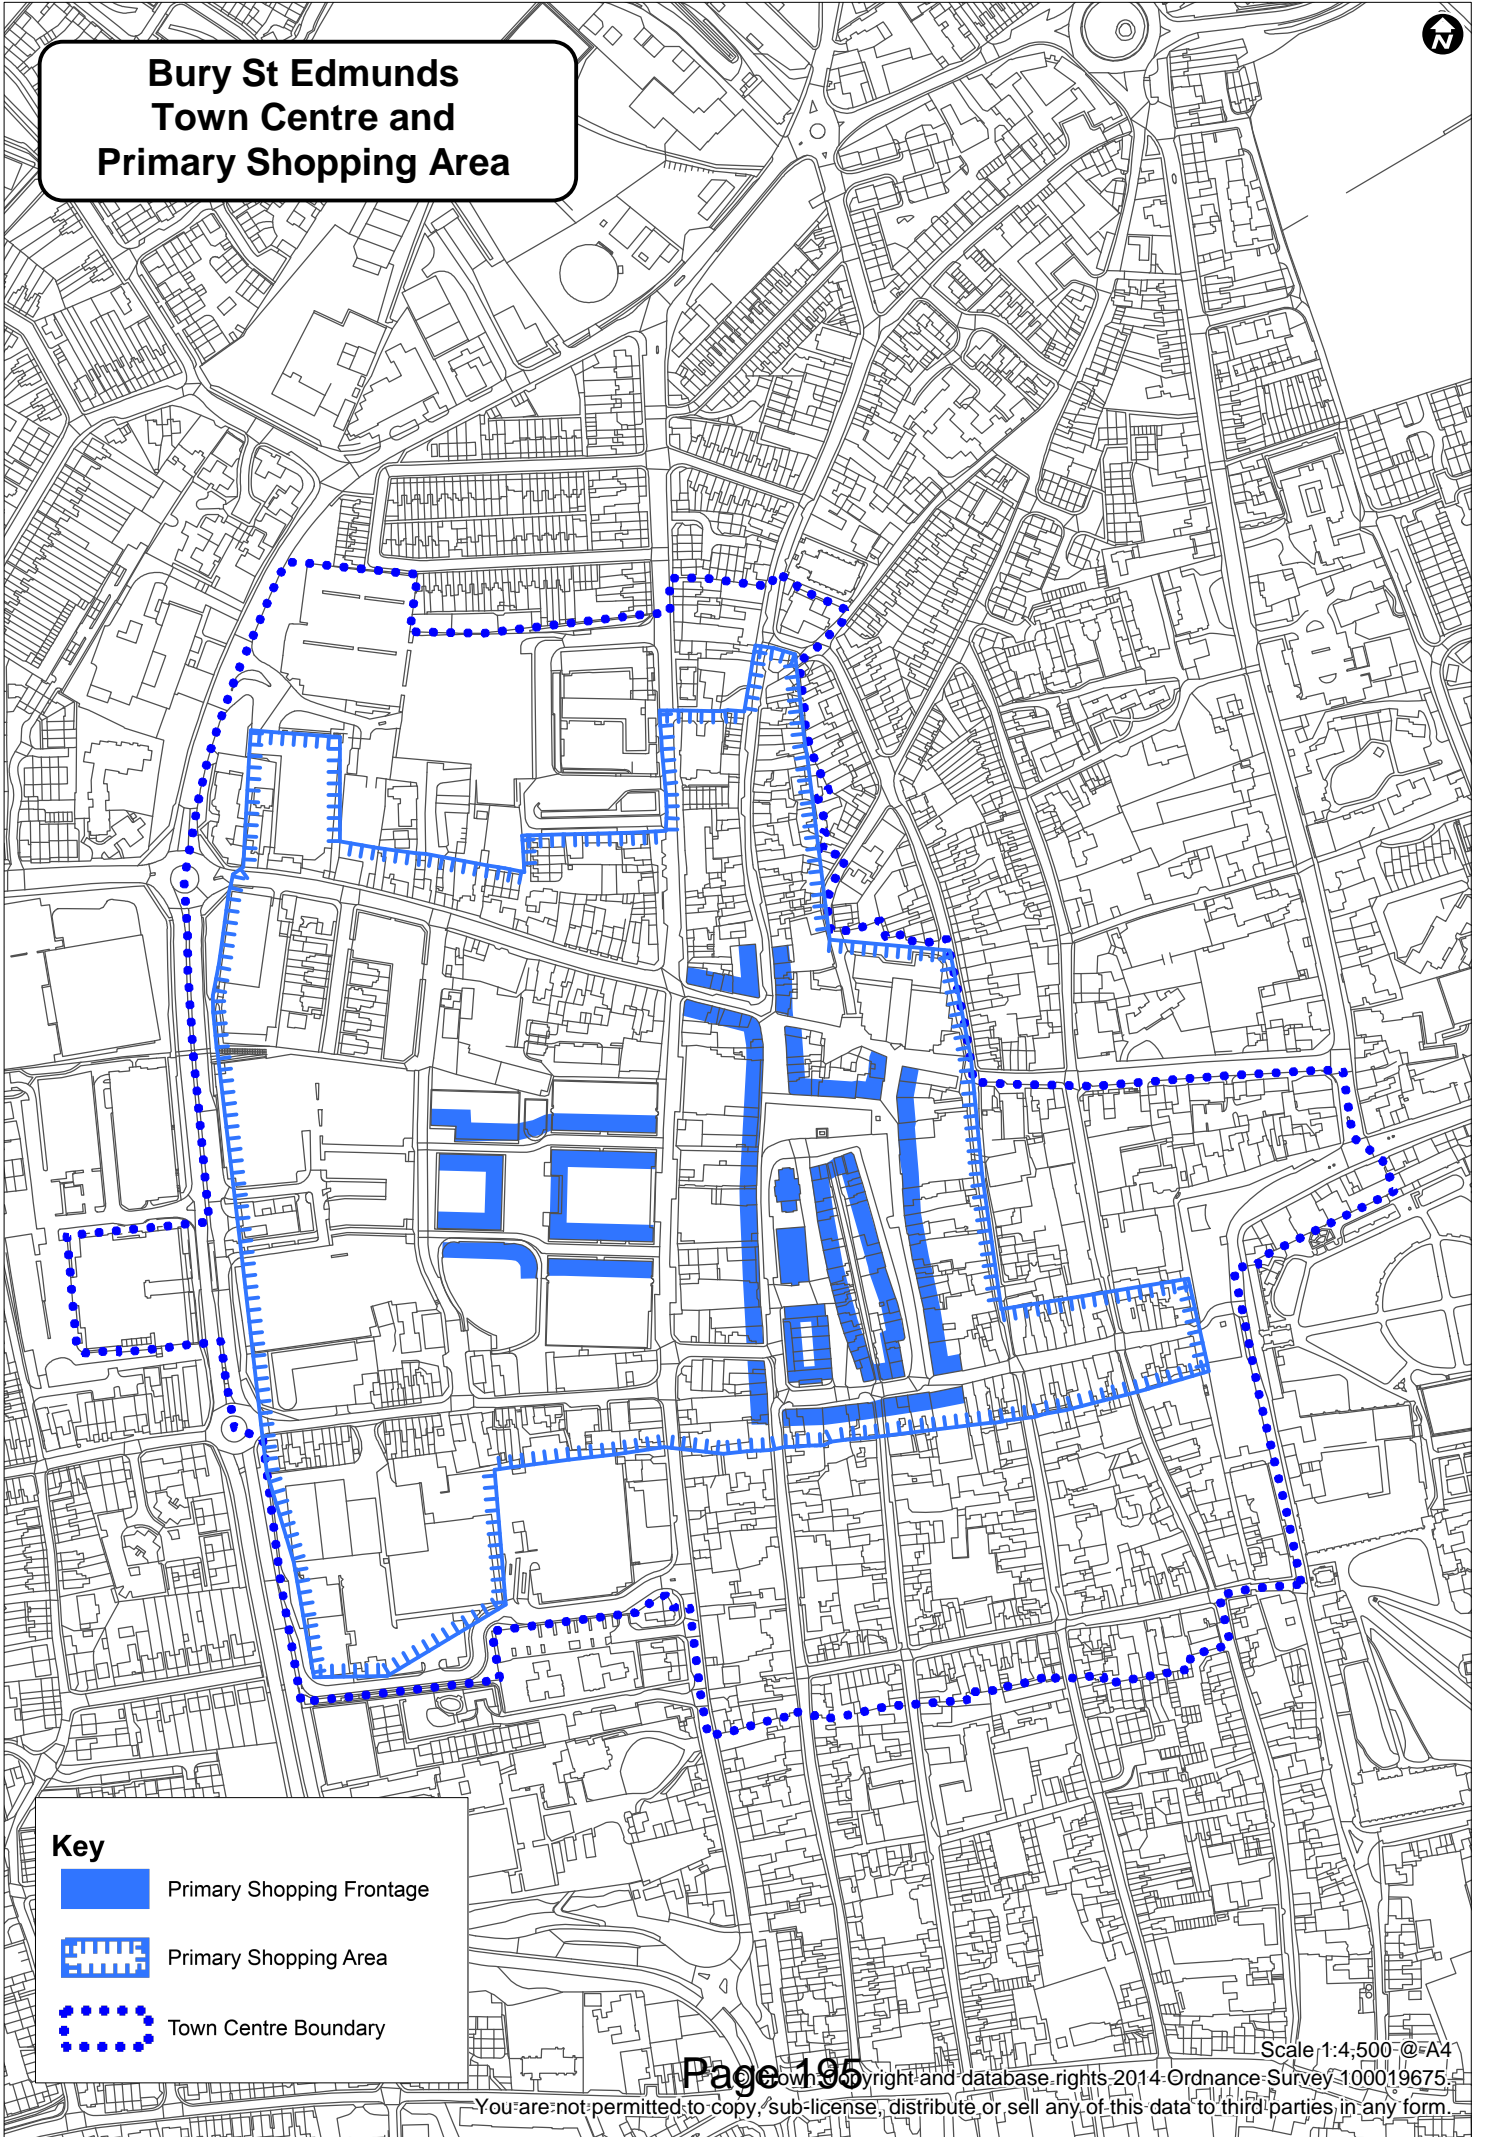 Bury St Edmunds
Town Centre and
Primary Shopping Area
N
Key
Primary Shopping Frontage
Primary Shopping Area
Town Centre Boundary
Scale 1:4,500 @ A4
Page 195
© Crown Copyright and database rights 2014 Ordnance Survey 100019675.
You are not permitted to copy, sub-license, distribute or sell any of this data to third parties in any form.